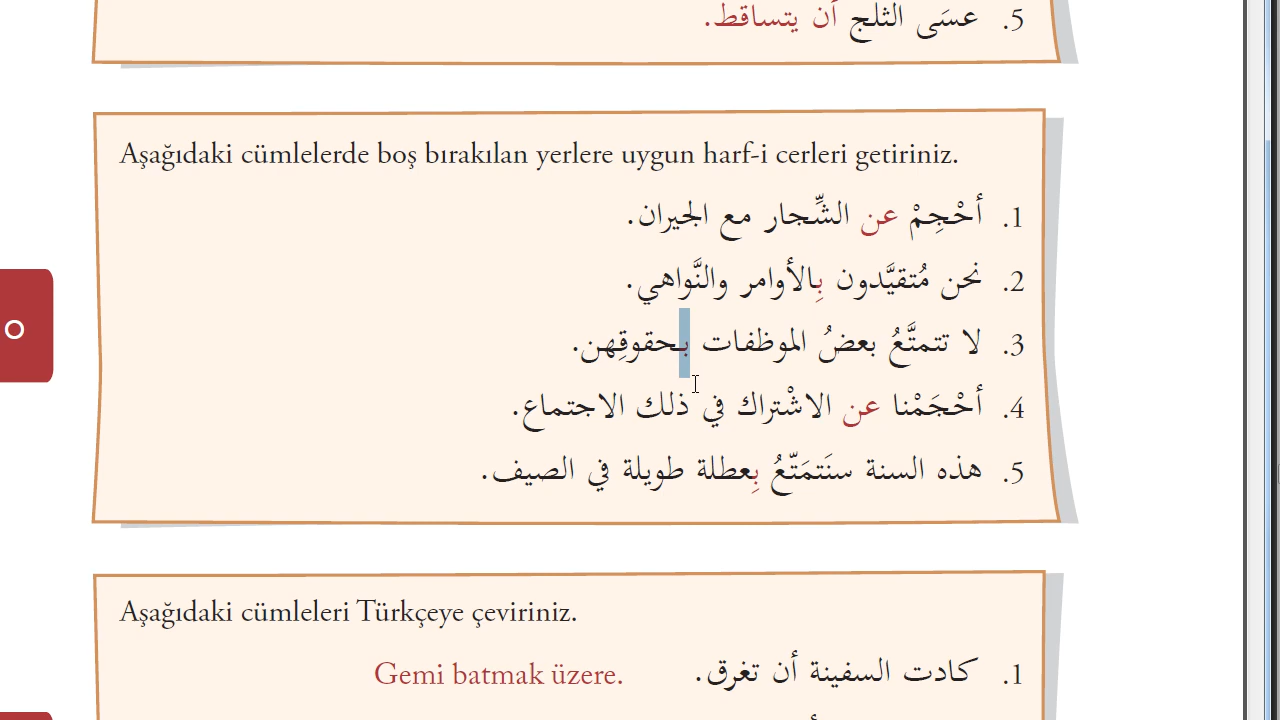 5. عسَى الثلج أن يتساقط.
Aşağıdaki cümlelerde boş bırakılan yerlere uygun harf-i cerleri getiriniz.
1. أحْجِمْ عن الشِّجار مع الجيران.
2. نحن مُتقيَّدون بِالأوامر والنَّواهي.
3. لا تتمتَّعُ بعضُ الموظفات بحقوقِهن.
4. أحْجَمْنا عن الاشْتراك في ذلك الاجتماع.
5. هذه السنة سنَتمَتّعُ بِعطلة طويلة في الصيف.
Aşağıdaki cümleleri Türkçeye çeviriniz.
1. كادت السفينة أن تغرق. Gemi batmak üzere.